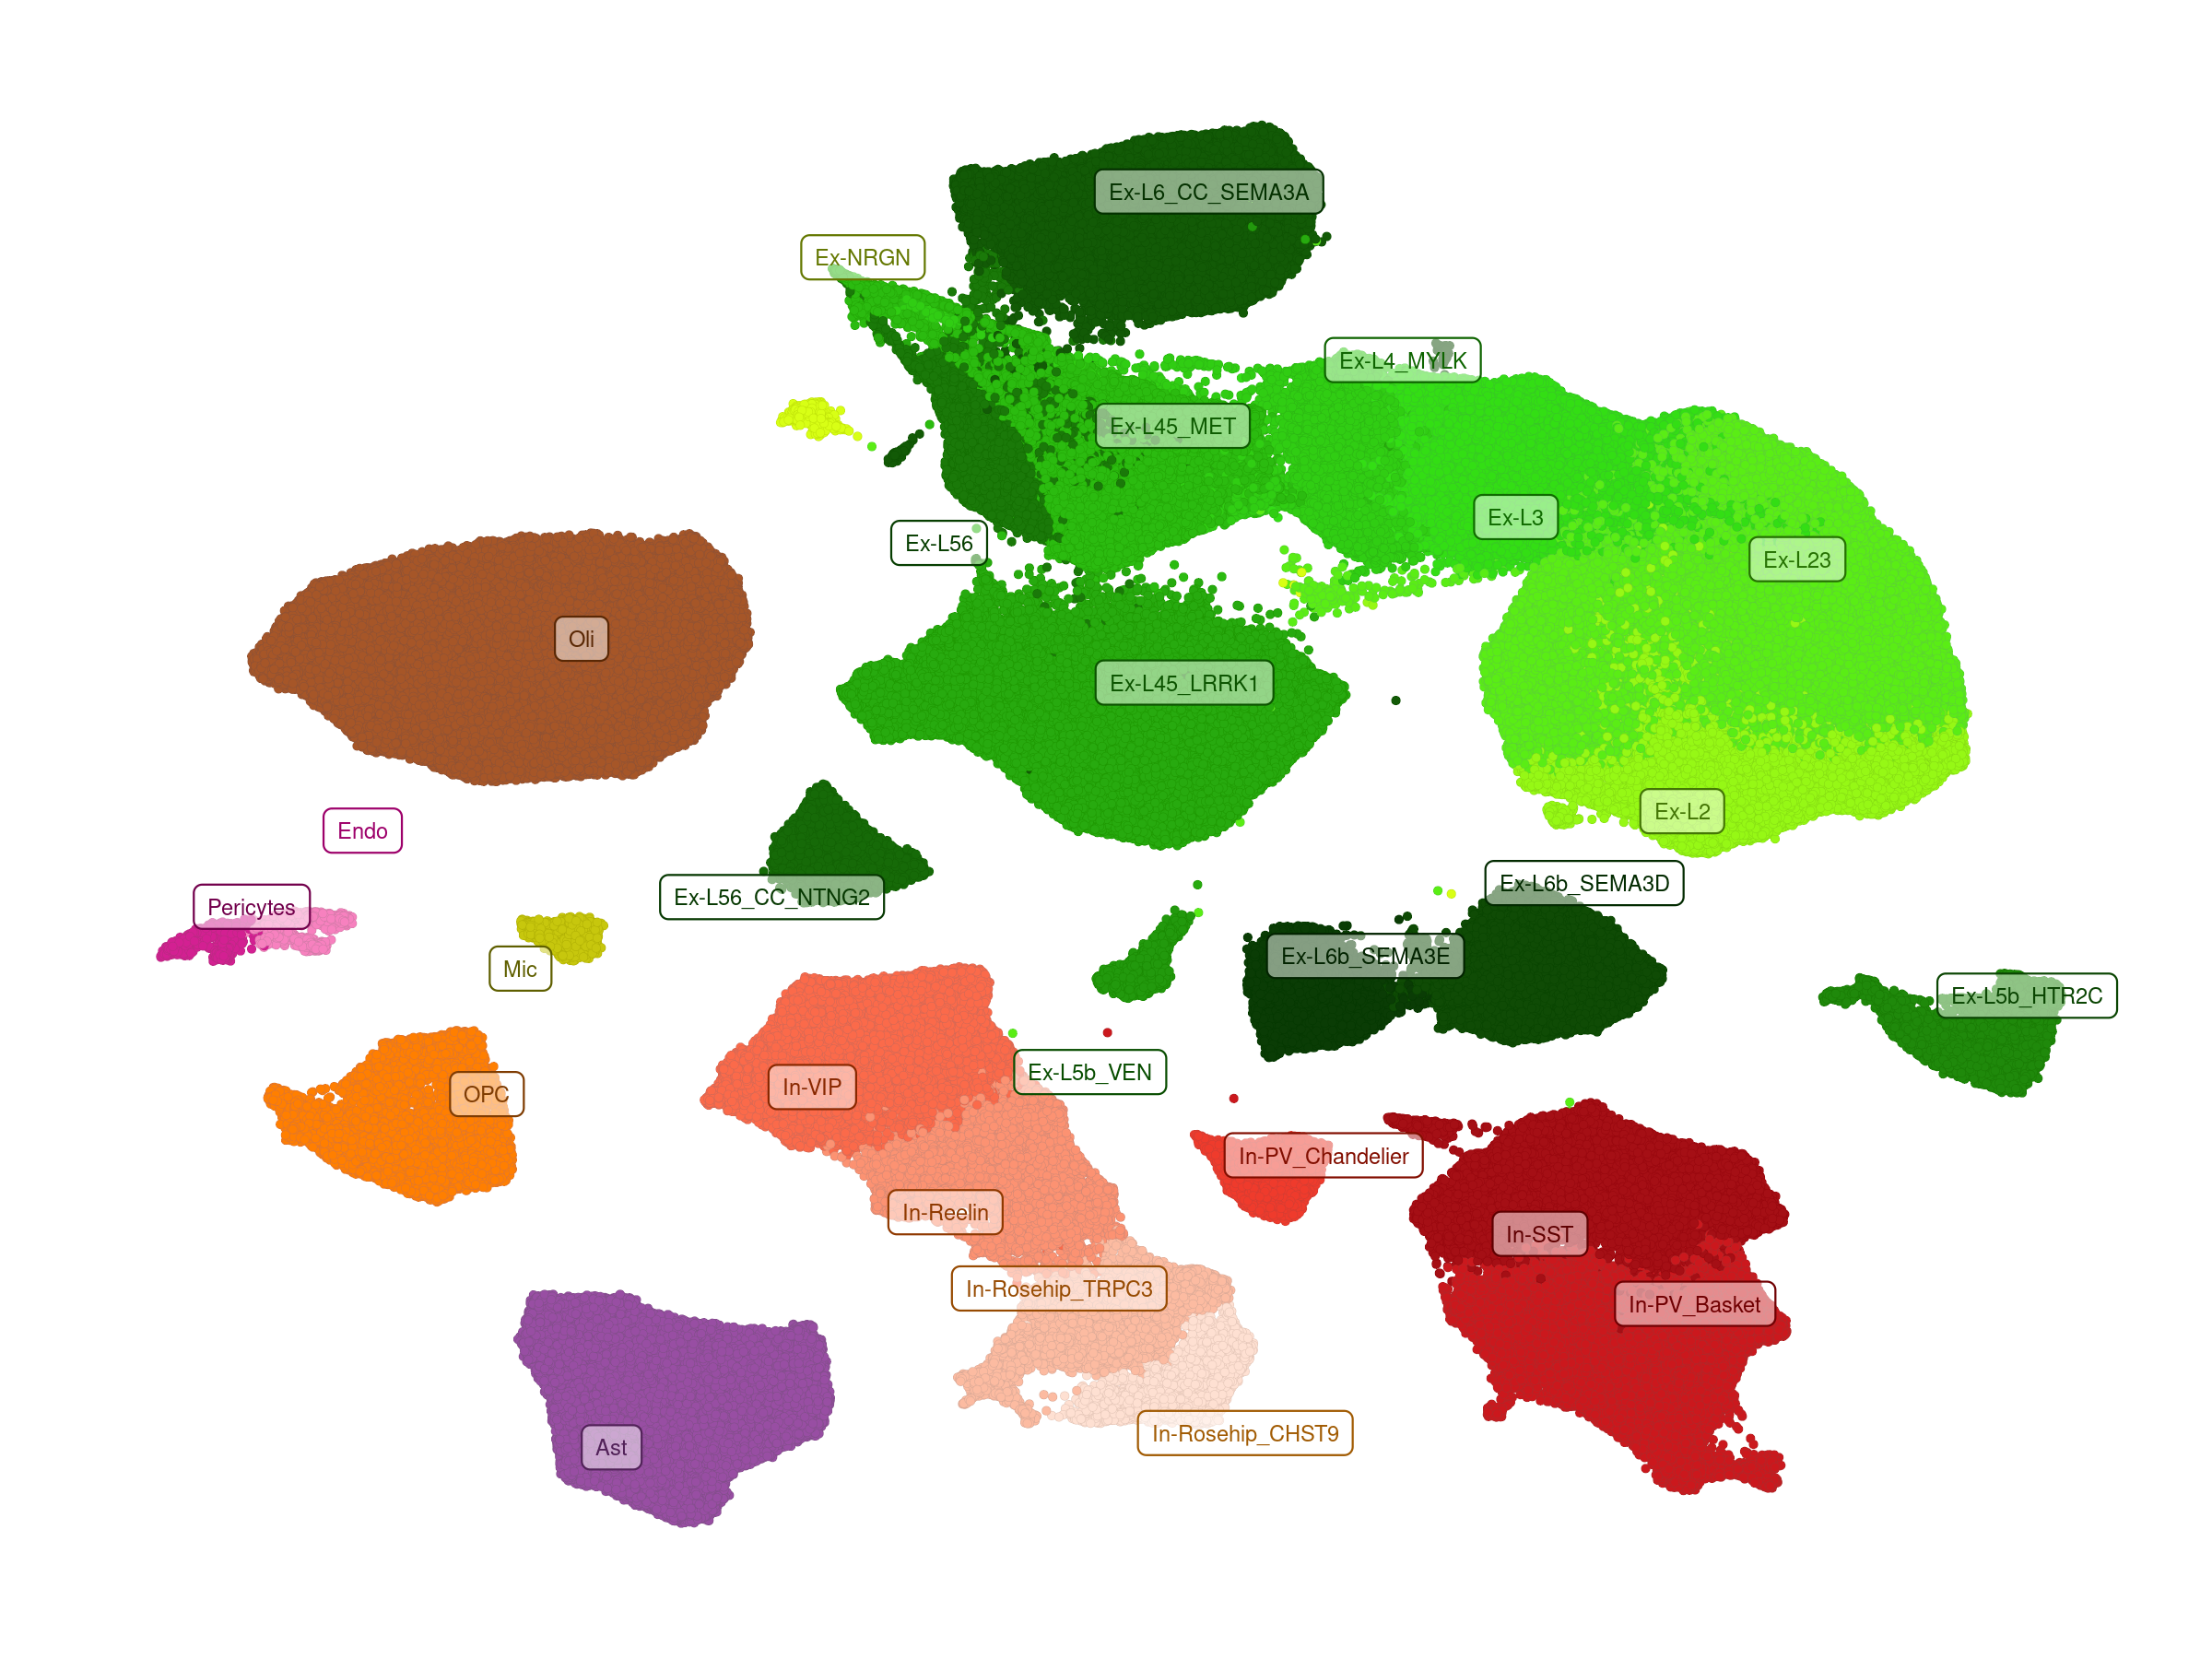 Ex-L6_CC_SEMA3A
Ex-NRGN
Ex-L4_MYLK
Ex-L45_MET
Ex-L3
Ex-L56
Ex-L23
Oli
Ex-L45_LRRK1
Ex-L2
Endo
Ex-L6b_SEMA3D
Ex-L56_CC_NTNG2
Pericytes
Ex-L6b_SEMA3E
Mic
Ex-L5b_HTR2C
Ex-L5b_VEN
In-VIP
OPC
In-PV_Chandelier
In-Reelin
In-SST
In-Rosehip_TRPC3
In-PV_Basket
In-Rosehip_CHST9
Ast